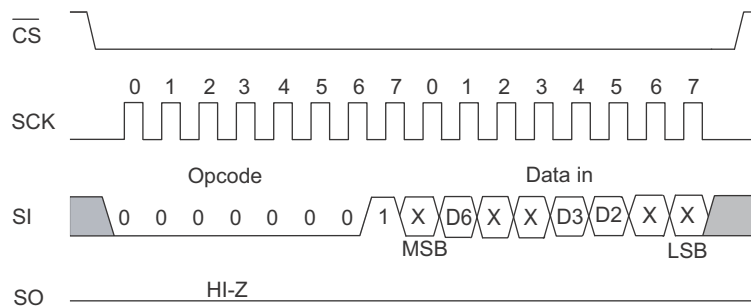 CS
0 1 2 3 4 5 6 7 0 1 2 3 4 5 6 7
SCK
Opcode Data in
SI 0 0 0 0 0 0 0 1 X D6 X X D3 D2 X X
MSB LSB
HI-Z
SO